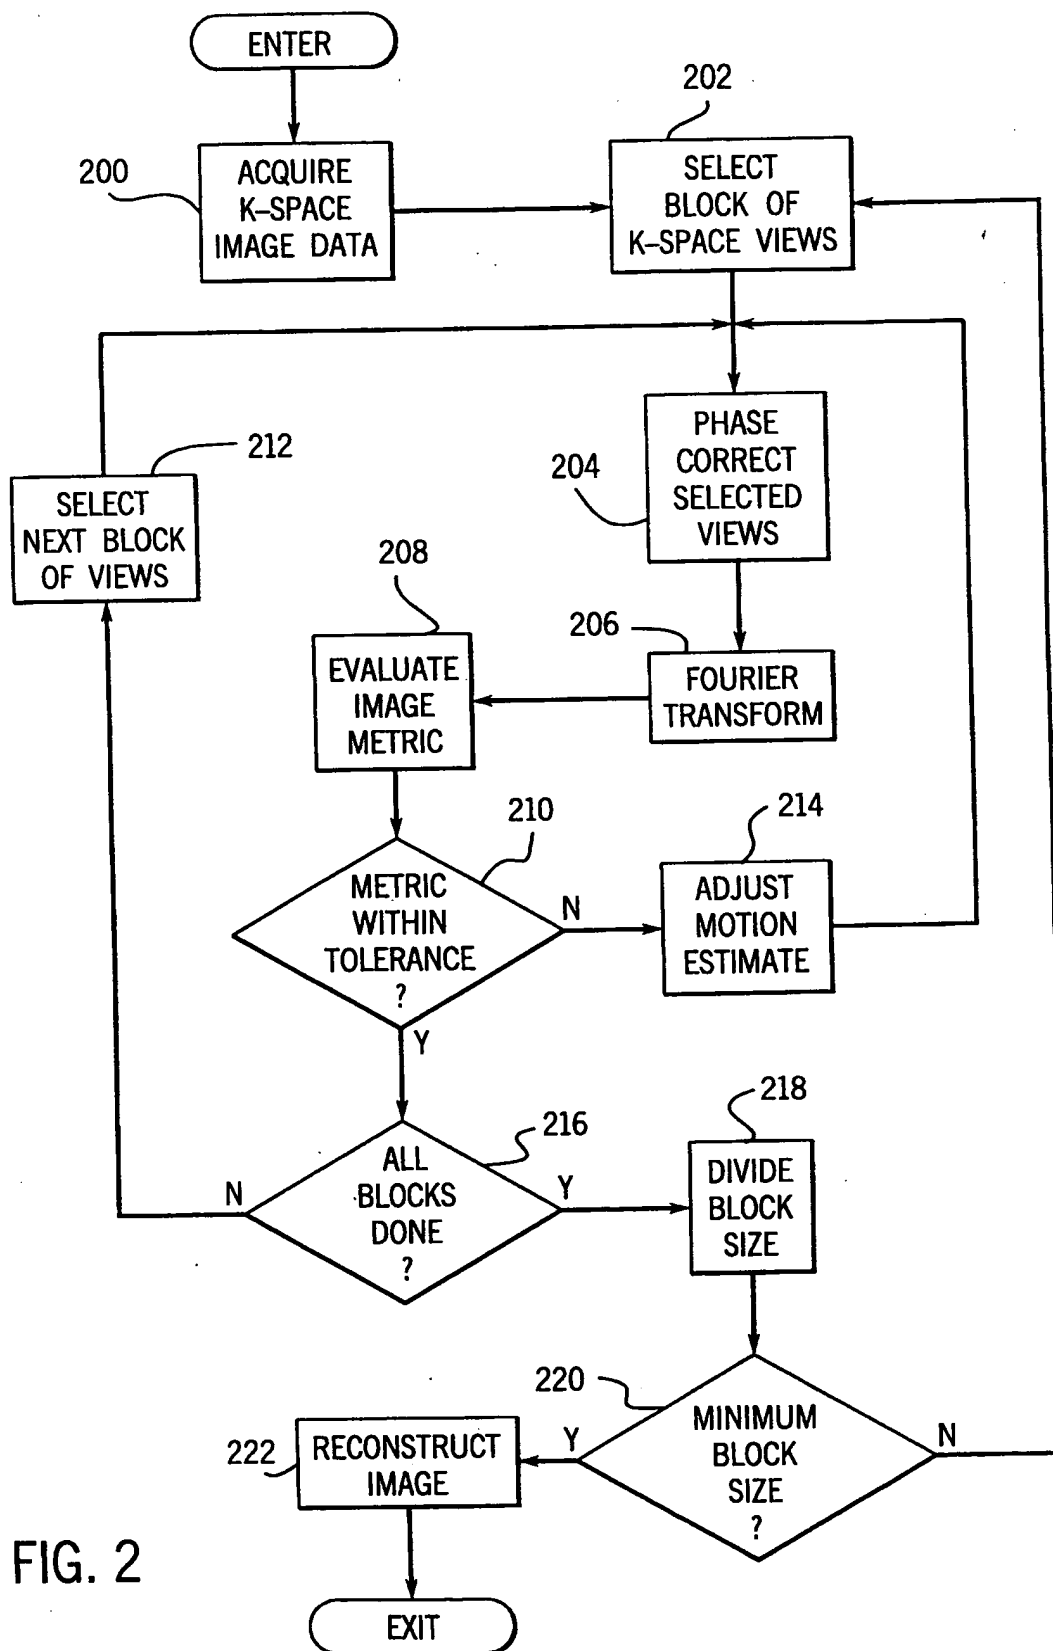 ENTER
200
ACQUIRE
K–SPACE
IMAGE DATA
202
SELECT
BLOCK OF
K–SPACE VIEWS
204
PHASE
CORRECT
SELECTED
VIEWS
212
SELECT
NEXT BLOCK
OF VIEWS
206
FOURIER
TRANSFORM
208
EVALUATE
IMAGE
METRIC
210
METRIC
WITHIN
TOLERANCE
?
N
Y
214
ADJUST
MOTION
ESTIMATE
216
ALL
BLOCKS
DONE
?
N
Y
218
DIVIDE
BLOCK
SIZE
220
MINIMUM
BLOCK
SIZE
?
Y
N
222
RECONSTRUCT
IMAGE
EXIT
FIG. 2